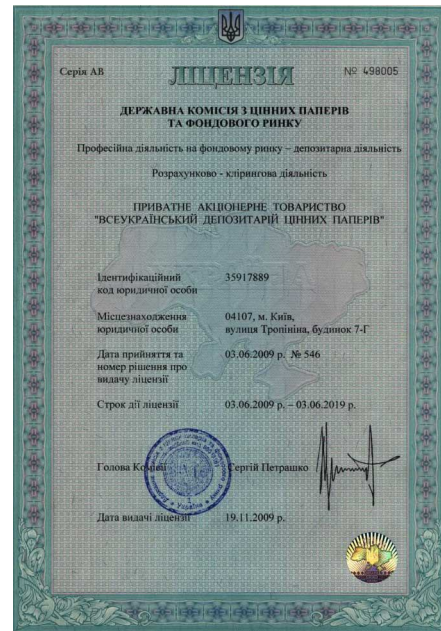 Серія АВ
ЛІЦЕНЗІЯ
№ 498005
ДЕРЖАВНА КОМІСІЯ З ЦІННИХ ПАПЕРІВ
ТА ФОНДОВОГО РИНКУ
Професійна діяльність на фондовому ринку – депозитарна діяльність
Розрахунково - клірингова діяльність
ПРИВАТНЕ АКЦІОНЕРНЕ ТОВАРИСТВО
"ВСЕУКРАЇНСЬКИЙ ДЕПОЗИТАРІЙ ЦІННИХ ПАПЕРІВ"
Ідентифікаційний 35917889
код юридичної особи
Місцезнаходження 04107, м. Київ,
юридичної особи вулиця Тропініна, будинок 7-Г
Дата прийняття та 03.06.2009 р. № 546
номер рішення про
видачу ліцензії
Строк дії ліцензії 03.06.2009 р. – 03.06.2019 р.
Голова Комісії Сергій Петрашко
Україна
Дата видачі ліцензії 19.11.2009 р.